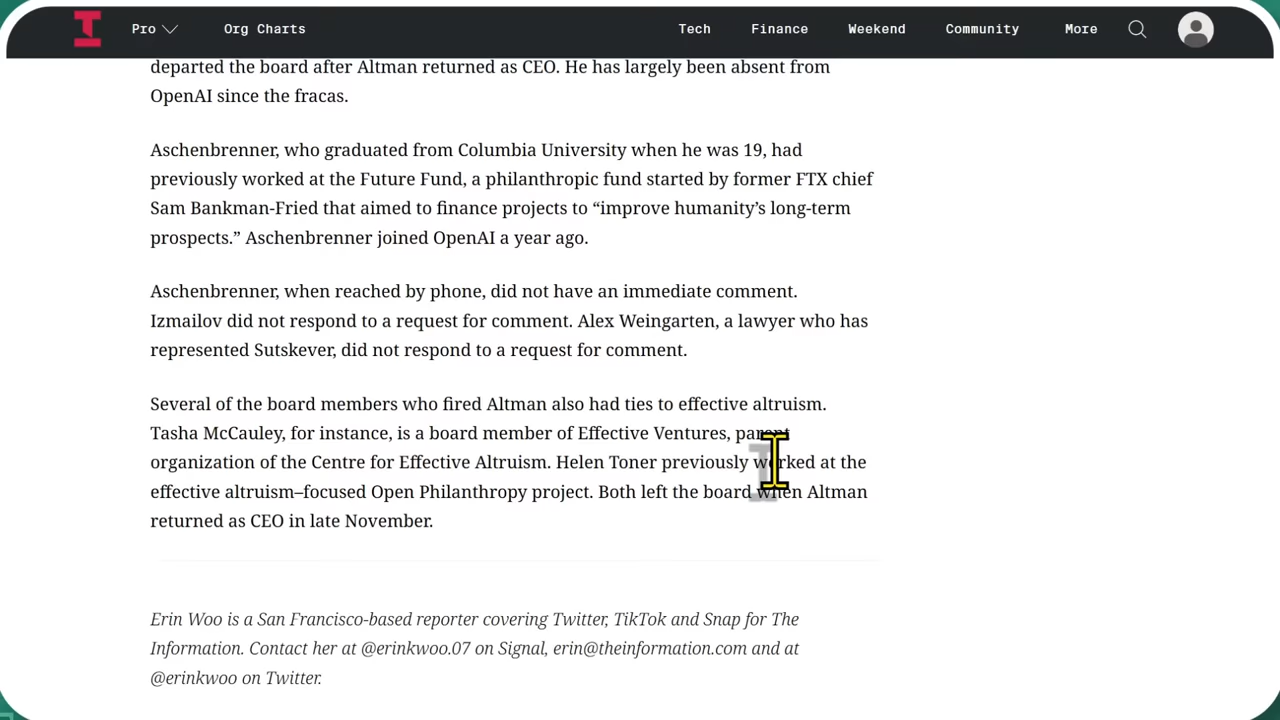 Pro
Org Charts
Tech
Finance
Weekend
Community
More
departed the board after Altman returned as CEO. He has largely been absent from
OpenAI since the fracas.
Aschenbrenner, who graduated from Columbia University when he was 19, had
previously worked at the Future Fund, a philanthropic fund started by former FTX chief
Sam Bankman-Fried that aimed to finance projects to “improve humanity’s long-term
prospects.” Aschenbrenner joined OpenAI a year ago.
Aschenbrenner, when reached by phone, did not have an immediate comment.
Izmailov did not respond to a request for comment. Alex Weingarten, a lawyer who has
represented Sutskever, did not respond to a request for comment.
Several of the board members who fired Altman also had ties to effective altruism.
Tasha McCauley, for instance, is a board member of Effective Ventures, parent
organization of the Centre for Effective Altruism. Helen Toner previously worked at the
effective altruism–focused Open Philanthropy project. Both left the board when Altman
returned as CEO in late November.
Erin Woo is a San Francisco-based reporter covering Twitter, TikTok and Snap for The
Information. Contact her at @erinkwoo.07 on Signal, erin@theinformation.com and at
@erinkwoo on Twitter.